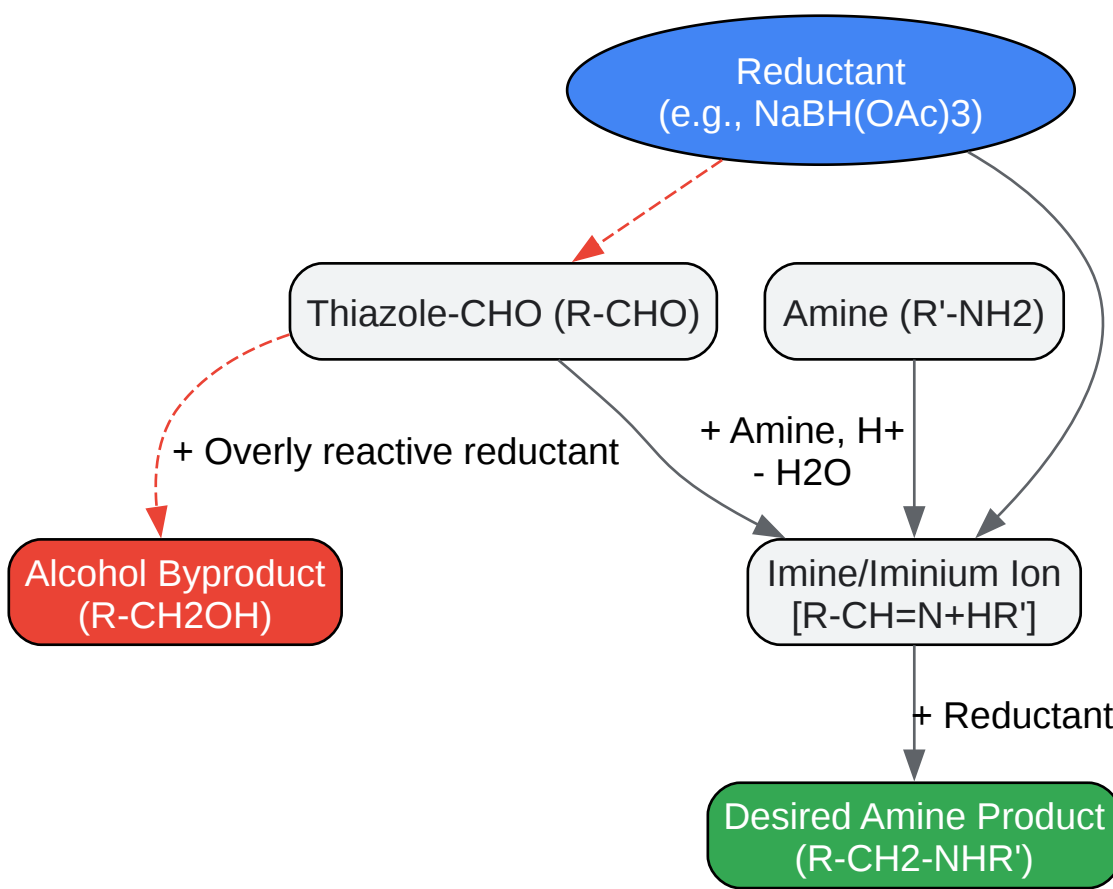 Reductant
(e.g., NaBH(OAc)3)
Thiazole-CHO (R-CHO)
Amine (R'-NH2)
+ Overly reactive reductant
+ Amine, H+
- H2O
Alcohol Byproduct
(R-CH2OH)
Imine/Iminium Ion
[R-CH=N+HR']
+ Reductant
Desired Amine Product
(R-CH2-NHR')